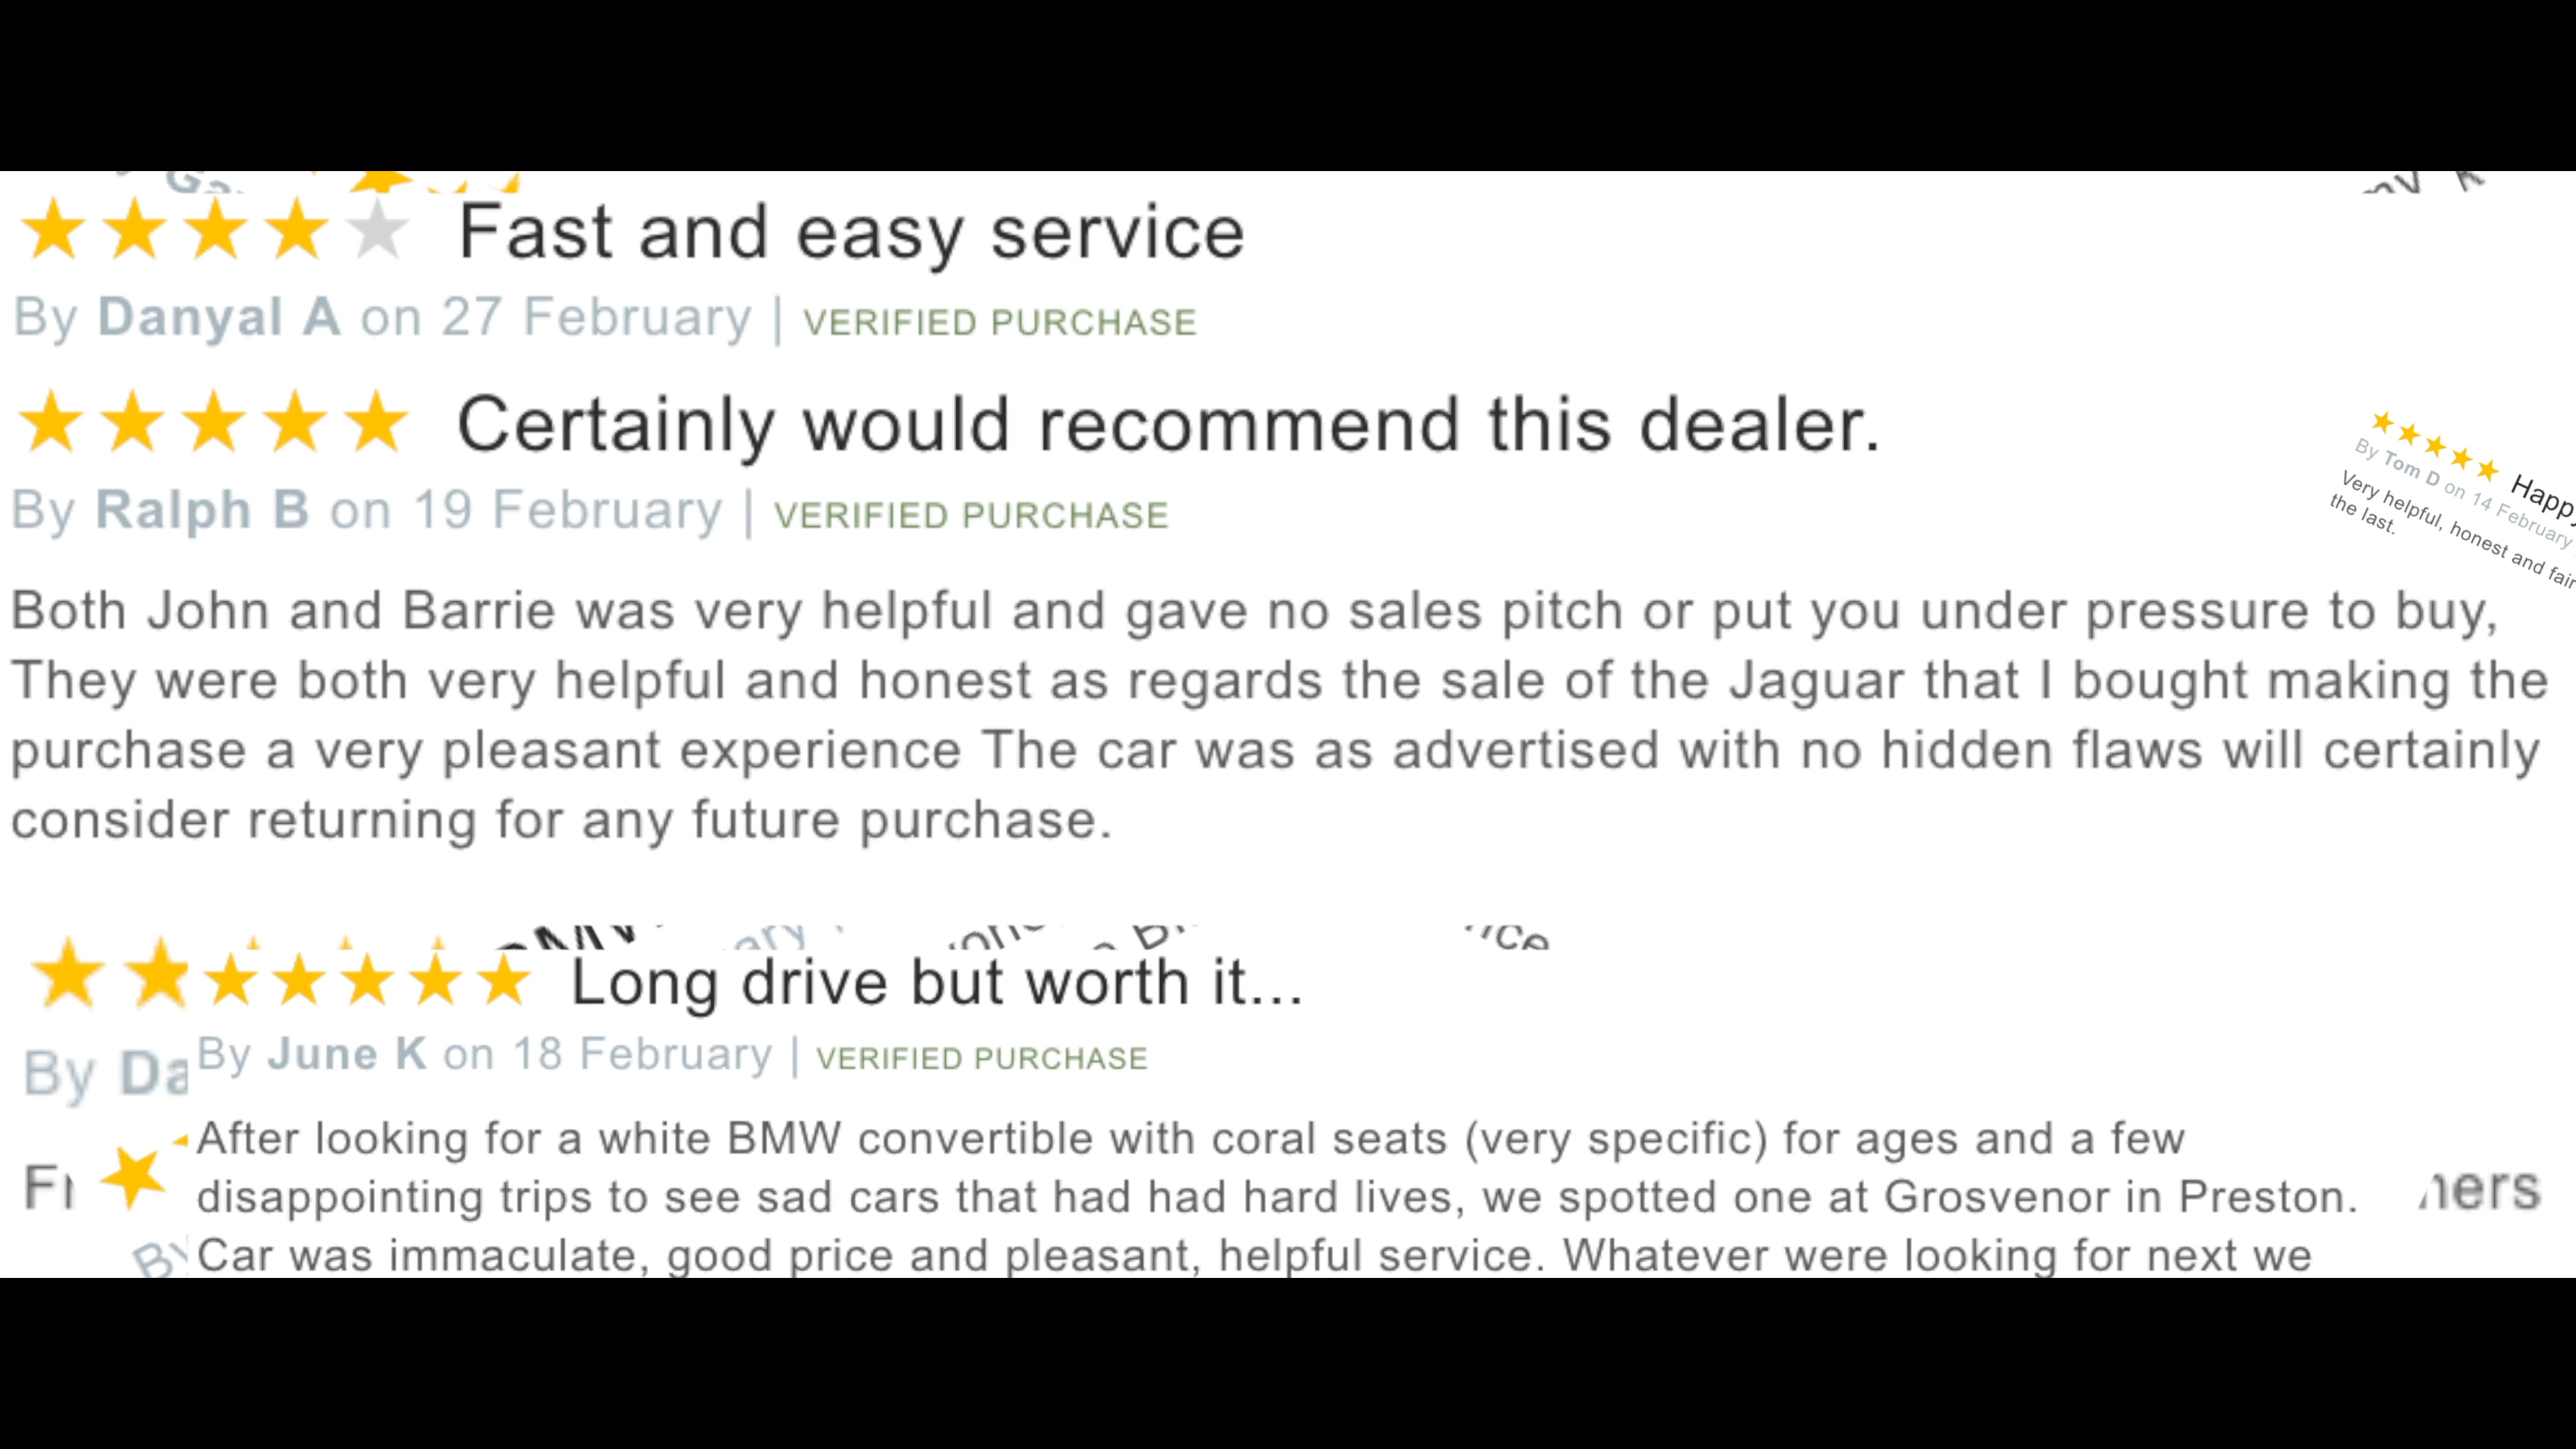 Fast and easy service
By Danyal A on 27 February | VERIFIED PURCHASE
Certainly would recommend this dealer.
By Ralph B on 19 February | VERIFIED PURCHASE
Both John and Barrie was very helpful and gave no sales pitch or put you under pressure to buy,
They were both very helpful and honest as regards the sale of the Jaguar that I bought making the
purchase a very pleasant experience The car was as advertised with no hidden flaws will certainly
consider returning for any future purchase.
By Tom D on 14 February
Very helpful, honest and fair
the last.
Long drive but worth it...
By June K on 18 February | VERIFIED PURCHASE
After looking for a white BMW convertible with coral seats (very specific) for ages and a few
disappointing trips to see sad cars that had had hard lives, we spotted one at Grosvenor in Preston.
Car was immaculate, good price and pleasant, helpful service. Whatever were looking for next we
By
By